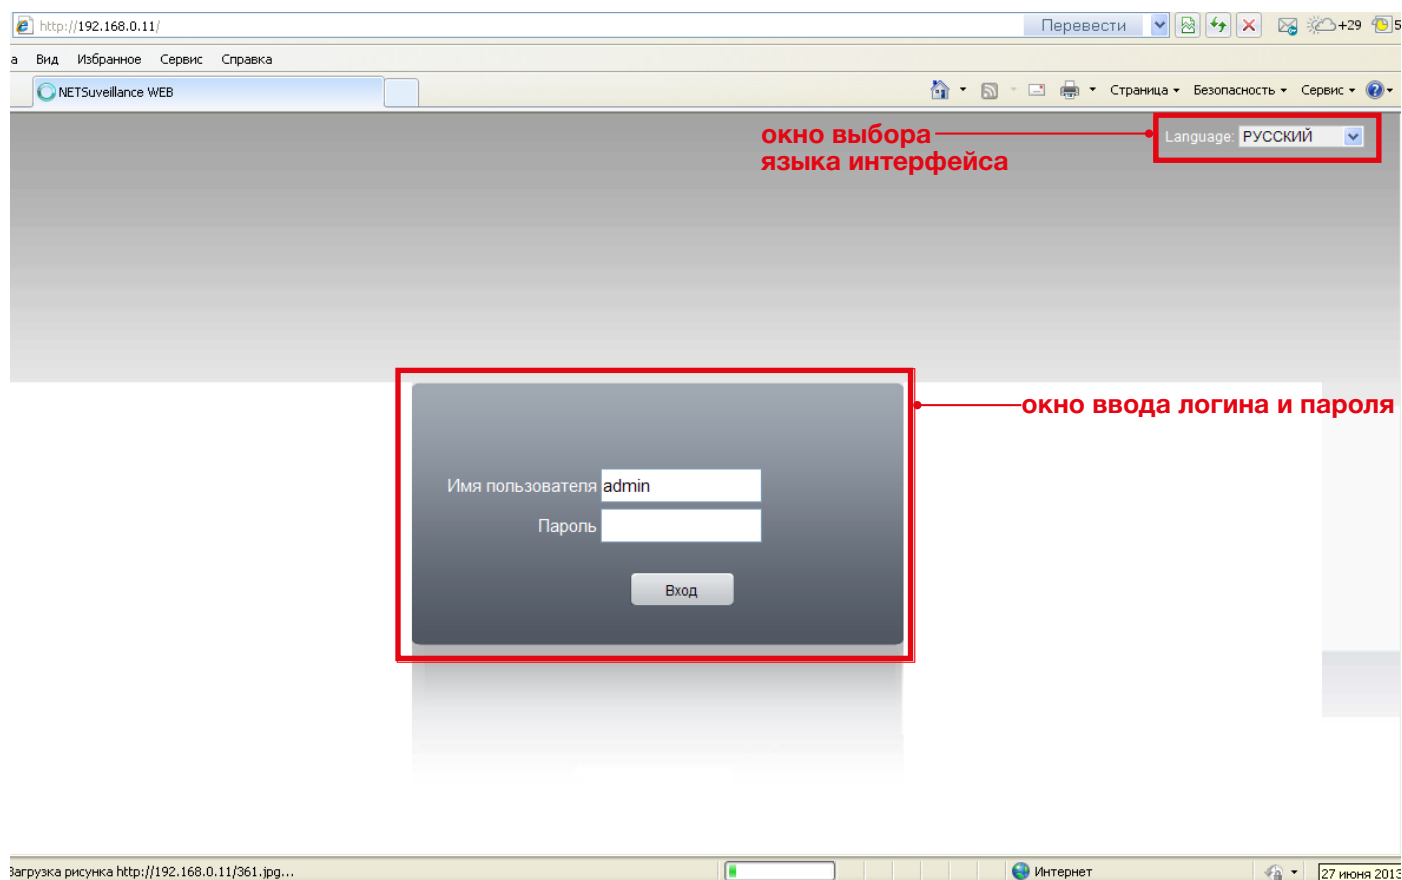 http://192.168.0.11/
Перевести
+29
5
а Вид Избранное Сервис Справка
NETSuveillance WEB
Страница Безопасность Сервис
окно выбора
языка интерфейса
Language: РУССКИЙ
окно ввода логина и пароля
Имя пользователя admin
Пароль
Вход
Загрузка рисунка http://192.168.0.11/361.jpg...
Интернет
27 июня 2013